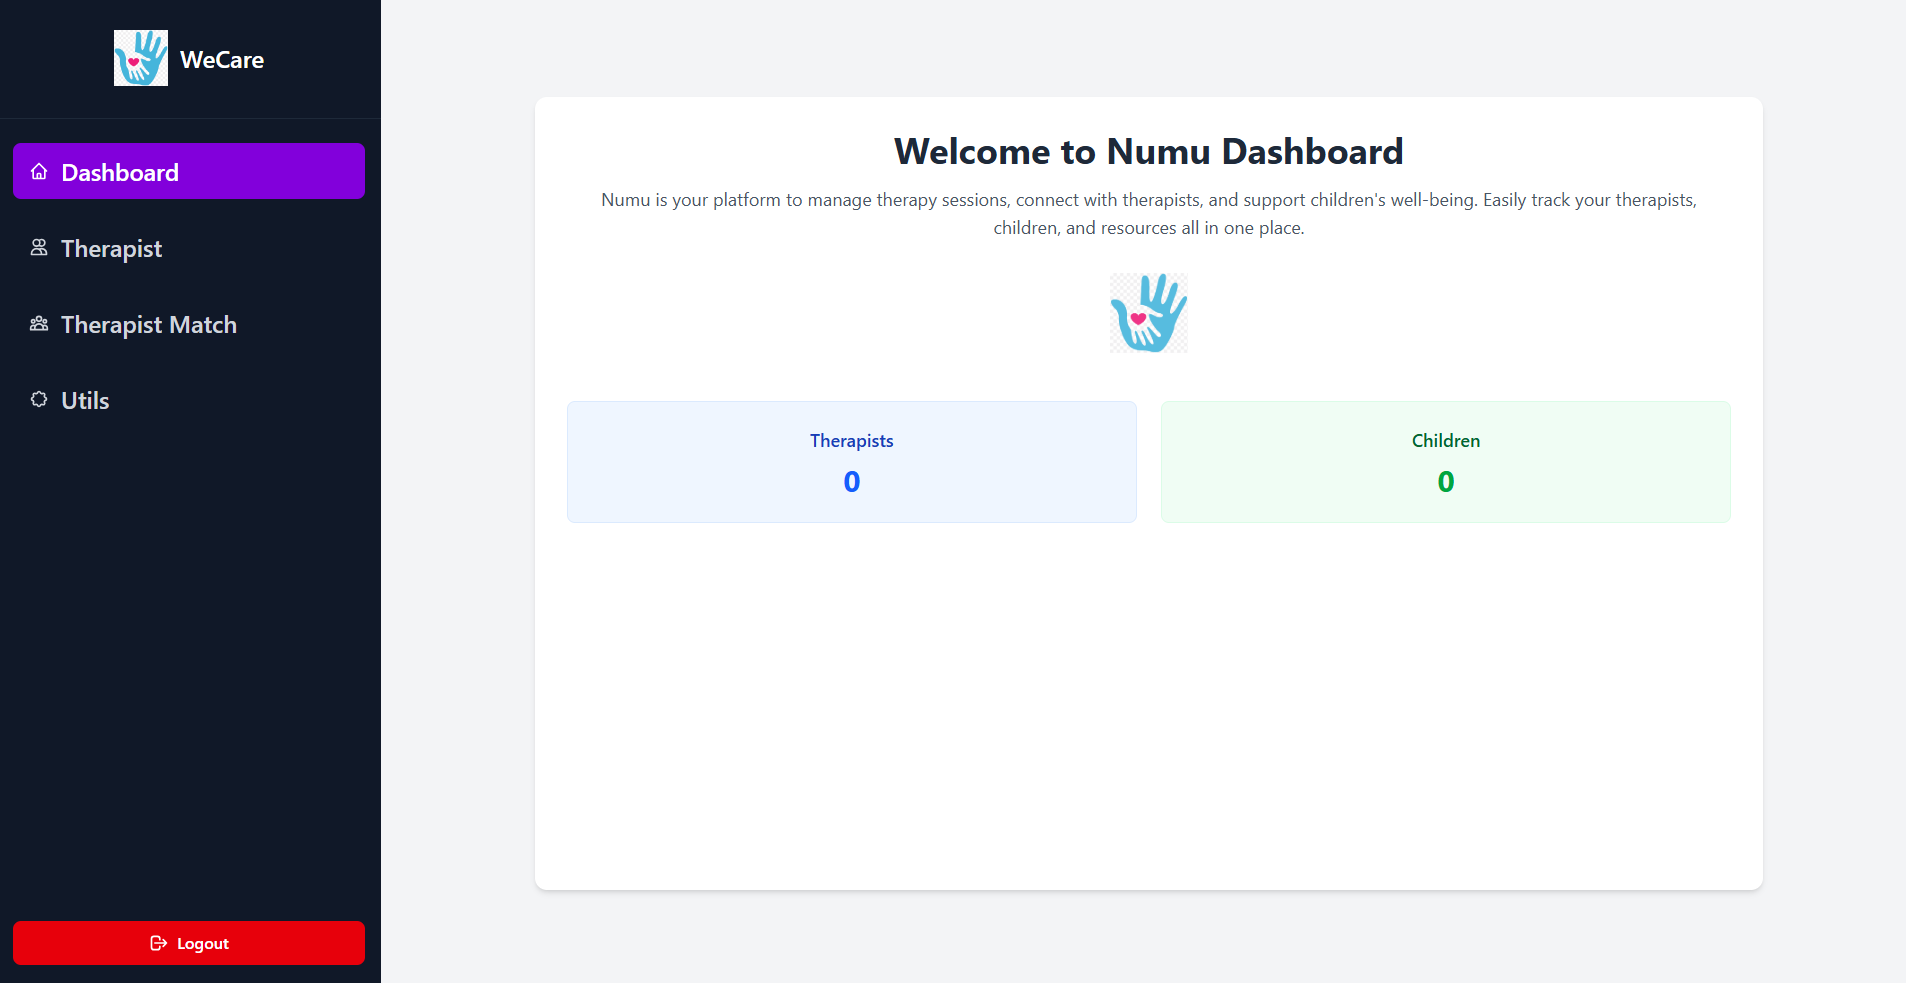 WeCare
Dashboard
Therapist
Therapist Match
Utils
Logout
Welcome to Numu Dashboard
Numu is your platform to manage therapy sessions, connect with therapists, and support children's well-being. Easily track your therapists,
children, and resources all in one place.
Therapists
0
Children
0